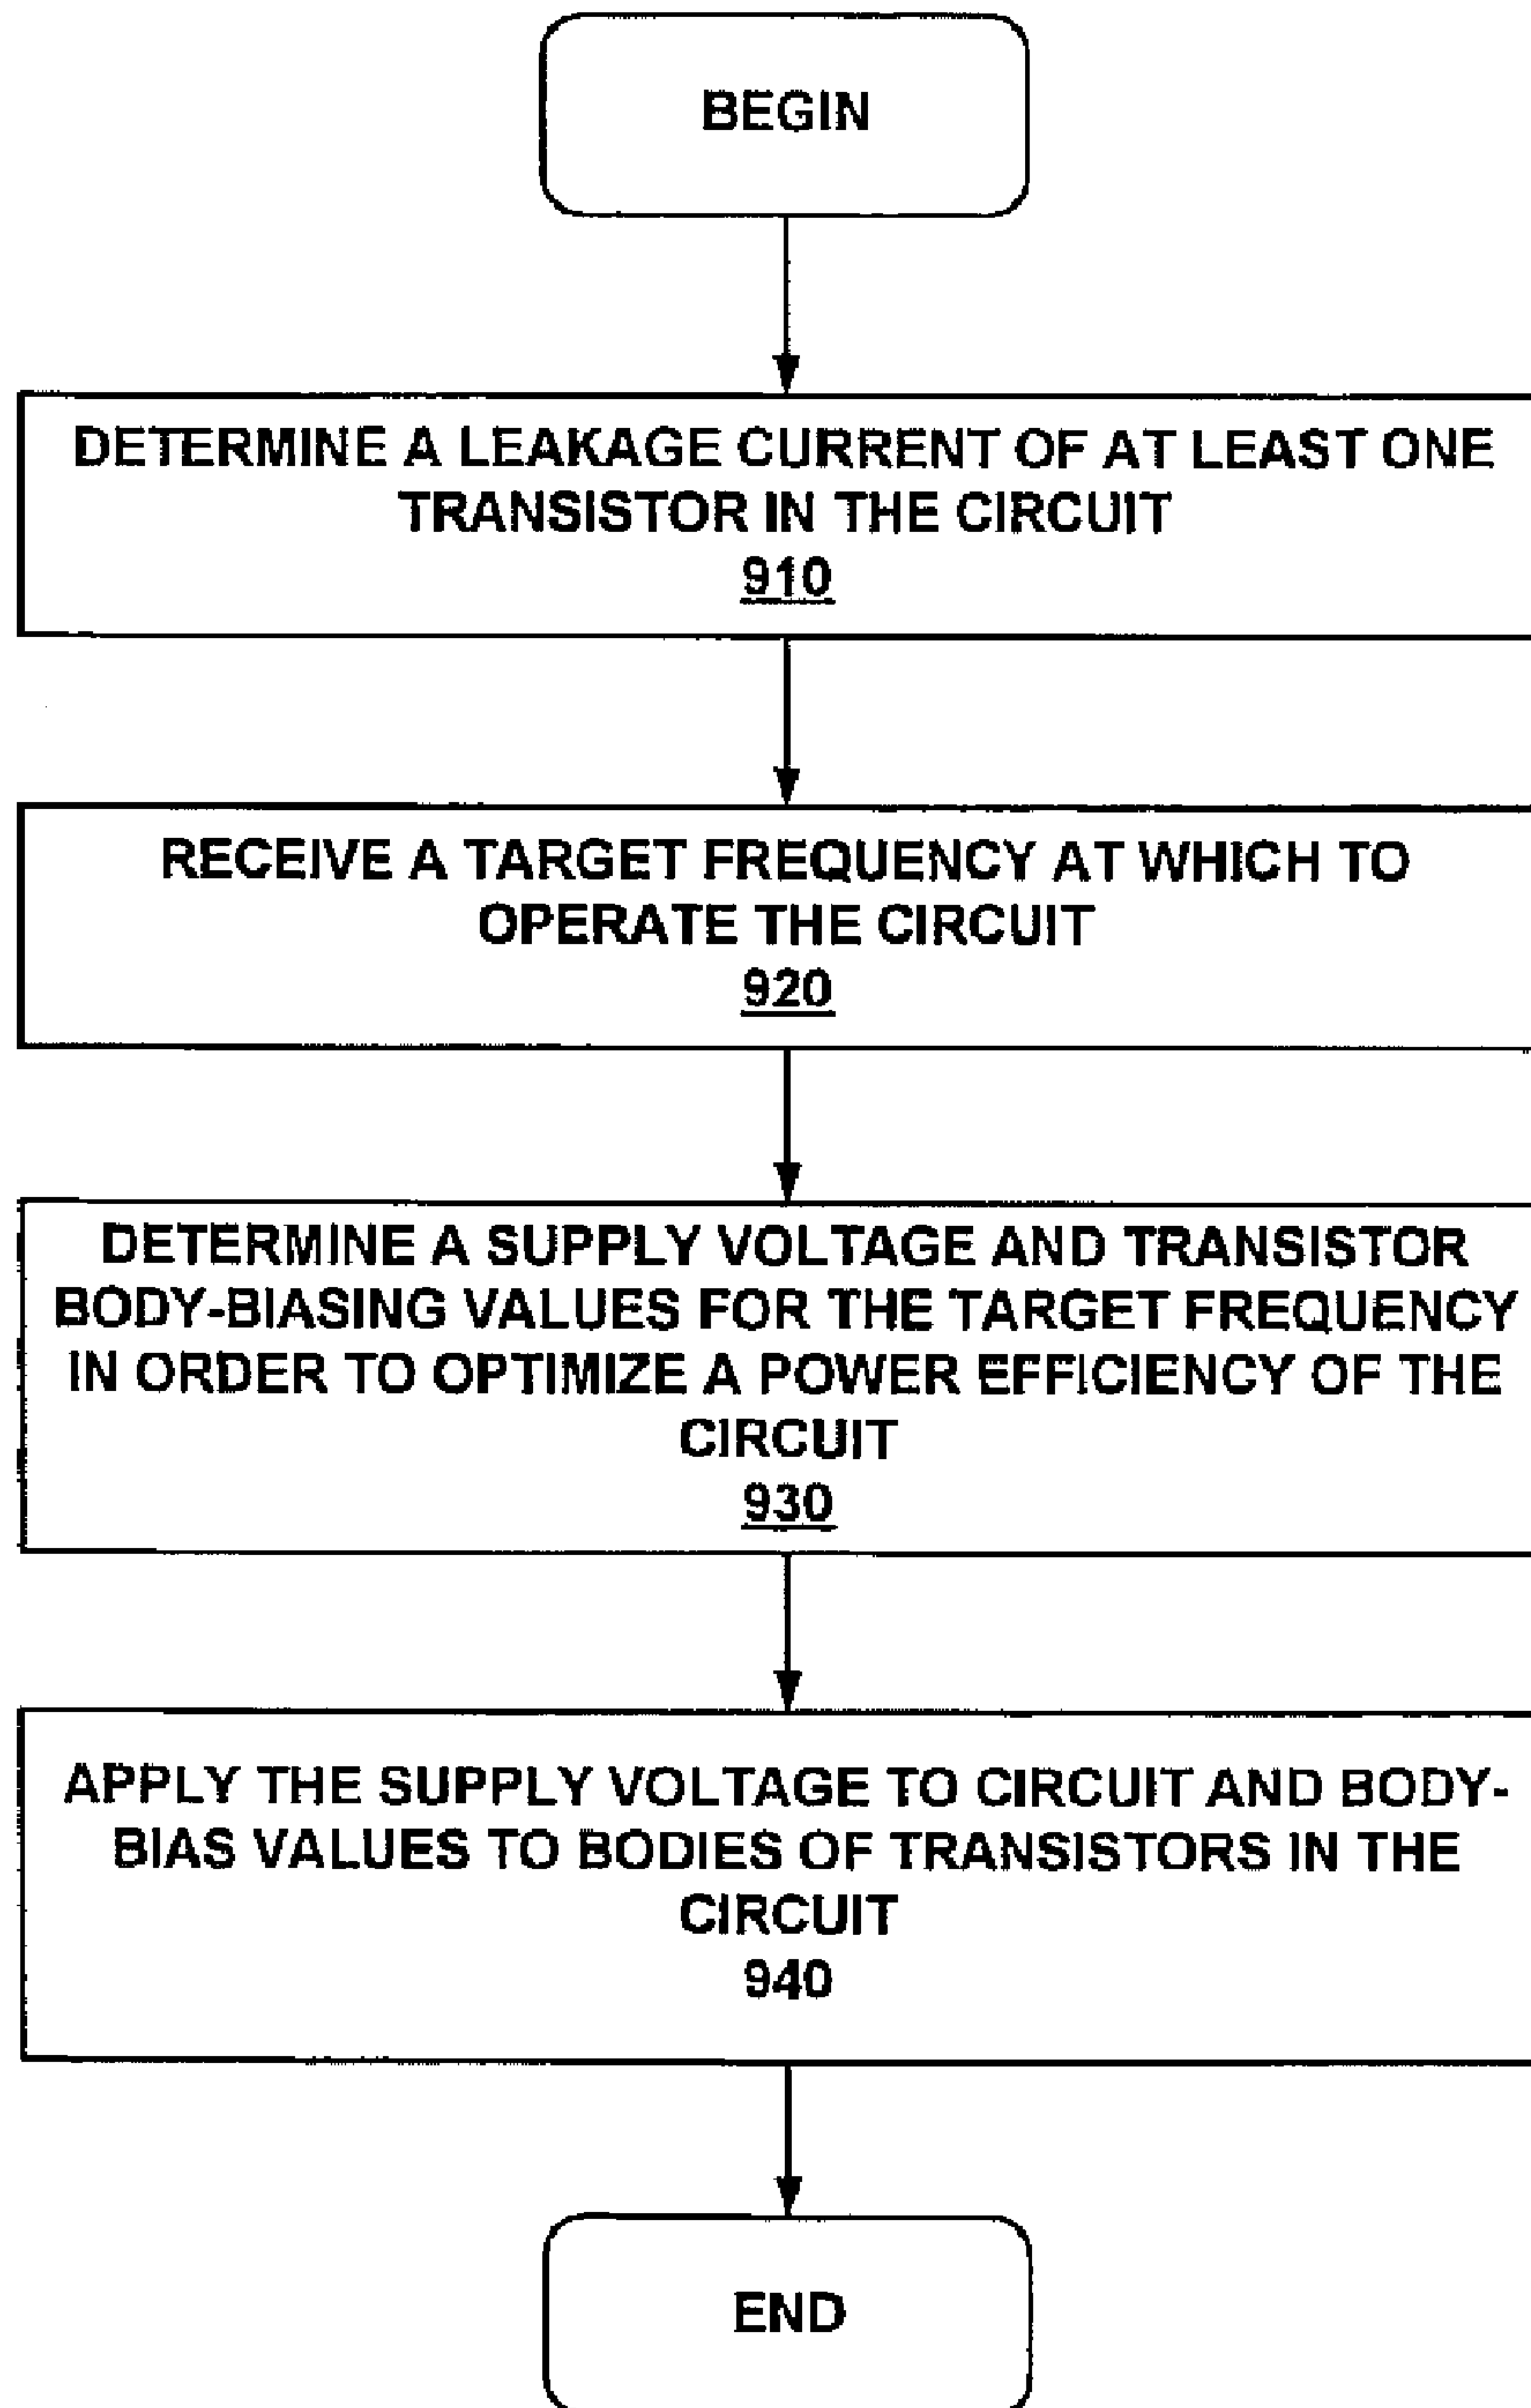 BEGIN
DETERMINE A LEAKAGE CURRENT OF AT LEAST ONE
TRANSISTOR IN THE CIRCUIT
910
RECEIVE A TARGET FREQUENCY AT WHICH TO
OPERATE THE CIRCUIT
920
DETERMINE A SUPPLY VOLTAGE AND TRANSISTOR
BODY-BIASING VALUES FOR THE TARGET FREQUENCY
IN ORDER TO OPTIMIZE A POWER EFFICIENCY OF THE
CIRCUIT
930
APPLY THE SUPPLY VOLTAGE TO CIRCUIT AND BODY-
BIAS VALUES TO BODIES OF TRANSISTORS IN THE
CIRCUIT
940
END